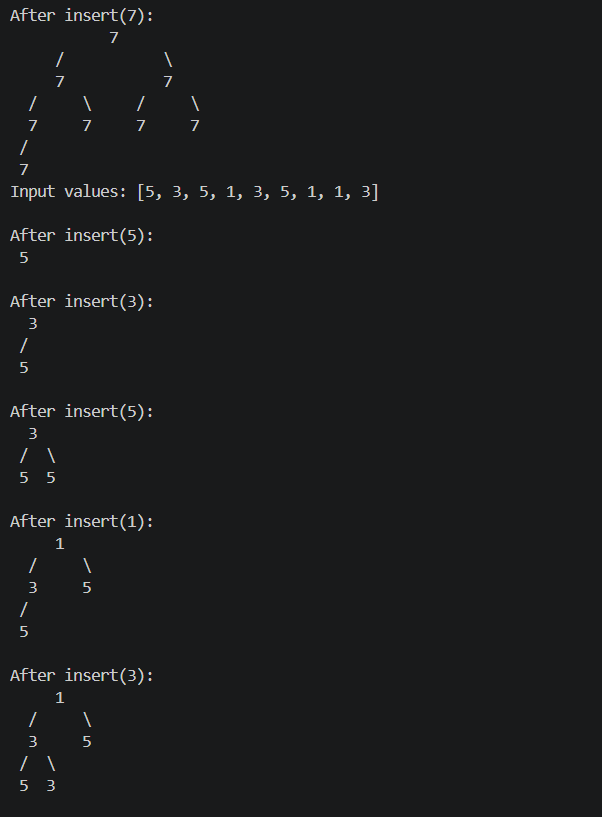 After insert(7):
           7
     /           \
     7           7
  /     \     /     \
  7     7     7     7
 /
 7
Input values: [5, 3, 5, 1, 3, 5, 1, 1, 3]

After insert(5):
 5

After insert(3):
  3
 /
 5

After insert(5):
  3
 /  \
 5  5

After insert(1):
     1
  /     \
  3     5
 /
 5

After insert(3):
     1
  /     \
  3     5
 /  \
 5  3